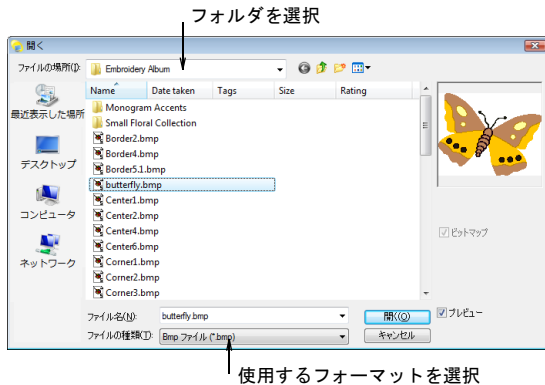 フォルダを選択
開く
ファイルの場所(I):
Embroidery Album
Name
Date taken
Tags
Size
Rating
Monogram Accents
Small Floral Collection
Border2.bmp
Border4.bmp
Border5.1.bmp
butterfly.bmp
Center1.bmp
Center2.bmp
Center4.bmp
Center6.bmp
Corner1.bmp
Corner2.bmp
Corner3.bmp
最近表示した場所
デスクトップ
コンピュータ
ネットワーク
ビットマップ
ファイル名(N):
butterfly.bmp
開く(O)
プレビュー
ファイルの種類(T):
Bmp ファイル (*.bmp)
キャンセル
使用するフォーマットを選択